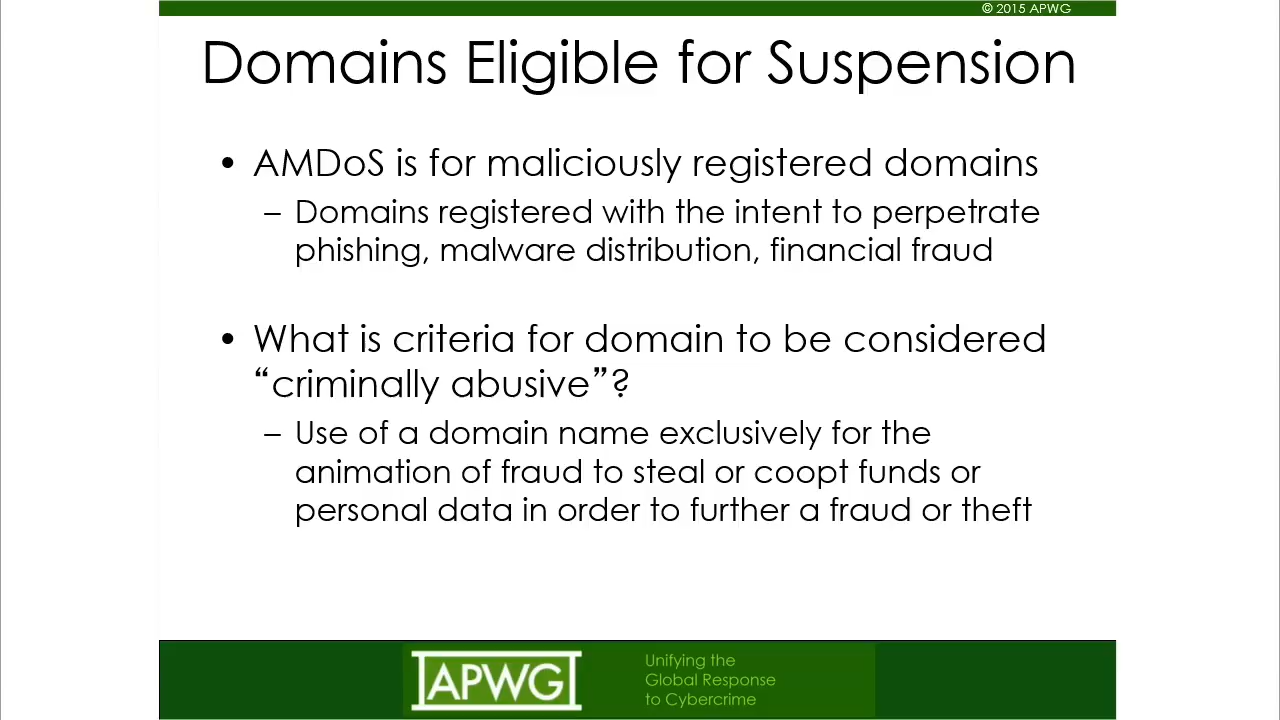 © 2015 APWG
Domains Eligible for Suspension
• AMDoS is for maliciously registered domains
– Domains registered with the intent to perpetrate
phishing, malware distribution, financial fraud
• What is criteria for domain to be considered
“criminally abusive”?
– Use of a domain name exclusively for the
animation of fraud to steal or coopt funds or
personal data in order to further a fraud or theft
APWG
Unifying the
Global Response
to Cybercrime